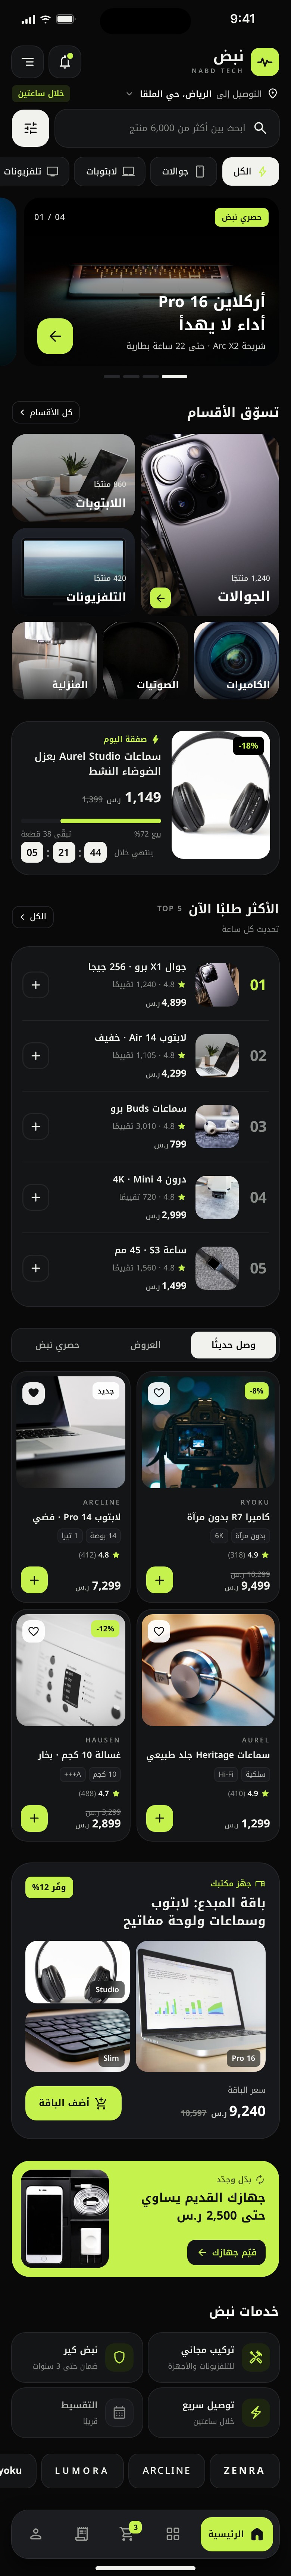 9:41
نبض
NABD TECH
التوصيل إلى الرياض، حي الملقا
خلال ساعتين
ابحث بين أكثر من 6,000 منتج
الكل
جوالات
لابتوبات
تلفزيونات
حصري نبض
01 / 04
أركلاين Pro 16
أداء لا يهدأ
شريحة Arc X2 · حتى 22 ساعة بطارية
تسوّق الأقسام
كل الأقسام
1,240 منتجًا
الجوالات
860 منتجًا
اللابتوبات
420 منتجًا
التلفزيونات
الكاميرات
الصوتيات
المنزلية
-18%
صفقة اليوم
سماعات Aurel Studio بعزل
الضوضاء النشط
1,149 ر.س 1,399
بيع 72%
تبقّى 38 قطعة
ينتهي خلال
05 : 21 : 44
الأكثر طلبًا الآن TOP 5
تحديث كل ساعة
الكل
01
جوال X1 برو · 256 جيجا
4.8 · 1,240 تقييمًا
4,899 ر.س
02
لابتوب Air 14 · خفيف
4.8 · 1,105 تقييمًا
4,299 ر.س
03
سماعات Buds برو
4.8 · 3,010 تقييمًا
799 ر.س
04
درون 4K · Mini 4
4.8 · 720 تقييمًا
2,999 ر.س
05
ساعة S3 · 45 مم
4.8 · 1,560 تقييمًا
1,499 ر.س
وصل حديثًا
العروض
حصري نبض
-8%
RYOKU
كاميرا R7 بدون مرآة
بدون مرآة
6K
4.9 (318)
10,299 ر.س
9,499 ر.س
جديد
ARCLINE
لابتوب Pro 14 · فضي
14 بوصة
1 تيرا
4.8 (412)
7,299 ر.س
AUREL
سماعات Heritage جلد طبيعي
سلكية
Hi-Fi
4.9 (410)
1,299 ر.س
-12%
HAUSEN
غسالة 10 كجم · بخار
10 كجم
A+++
4.7 (488)
3,299 ر.س
2,899 ر.س
جهّز مكتبك
وفّر 12%
باقة المبدع: لابتوب
وسماعات ولوحة مفاتيح
Pro 16
Studio
Slim
سعر الباقة
9,240 ر.س 10,597
أضف الباقة
بدّل وجدّد
جهازك القديم يساوي
حتى 2,500 ر.س
قيّم جهازك
خدمات نبض
تركيب مجاني
للتلفزيونات والأجهزة
نبض كير
ضمان حتى 3 سنوات
توصيل سريع
خلال ساعتين
التقسيط
قريبًا
ZENRA
ARCLINE
LUMORA
yoku
الرئيسية
3